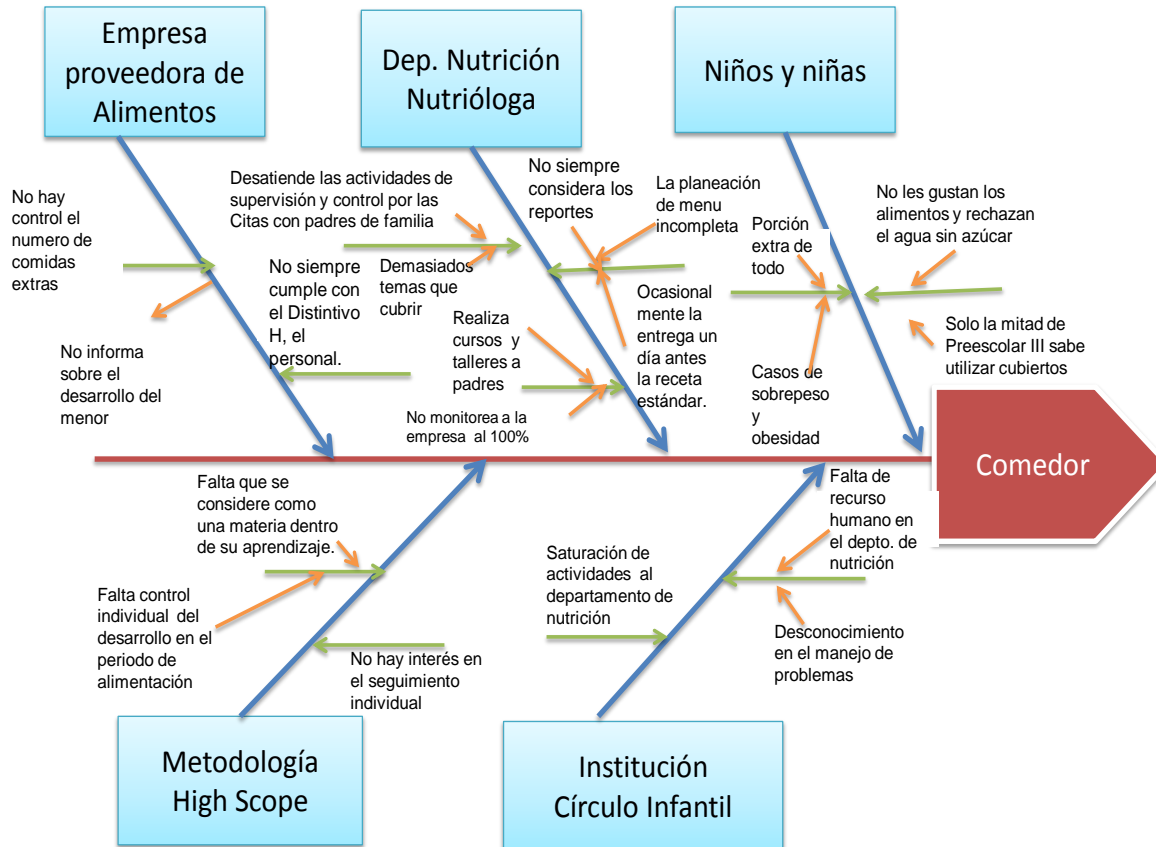 Empresa
proveedora de
Alimentos
Dep. Nutrición
Nutrióloga
Niños y niñas
No hay
control el
numero de
comidas
extras
No informa
sobre el
desarrollo del
menor
No siempre
cumple con
el Distintivo
H, el
personal.
Desatiende las actividades de
supervisión y control por las
Citas con padres de familia
Demasiados
temas que
cubrir
Realiza
cursos y
talleres a
padres
No monitorea a la
empresa al 100%
No siempre
considera los
reportes
La planeación
de menu
incompleta
Ocasional
mente la
entrega un
día antes
la receta
estándar.
Porción
extra de
todo
Casos de
sobrepeso
y
obesidad
No les gustan los
alimentos y rechazan
el agua sin azúcar
Solo la mitad de
Preescolar III sabe
utilizar cubiertos
Comedor
Falta que se
considere como
una materia dentro
de su aprendizaje.
Falta control
individual del
desarrollo en el
periodo de
alimentación
No hay interés en
el seguimiento
individual
Saturación de
actividades al
departamento de
nutrición
Falta de
recurso
humano en
el depto. de
nutrición
Desconocimiento
en el manejo de
problemas
Metodología
High Scope
Institución
Círculo Infantil